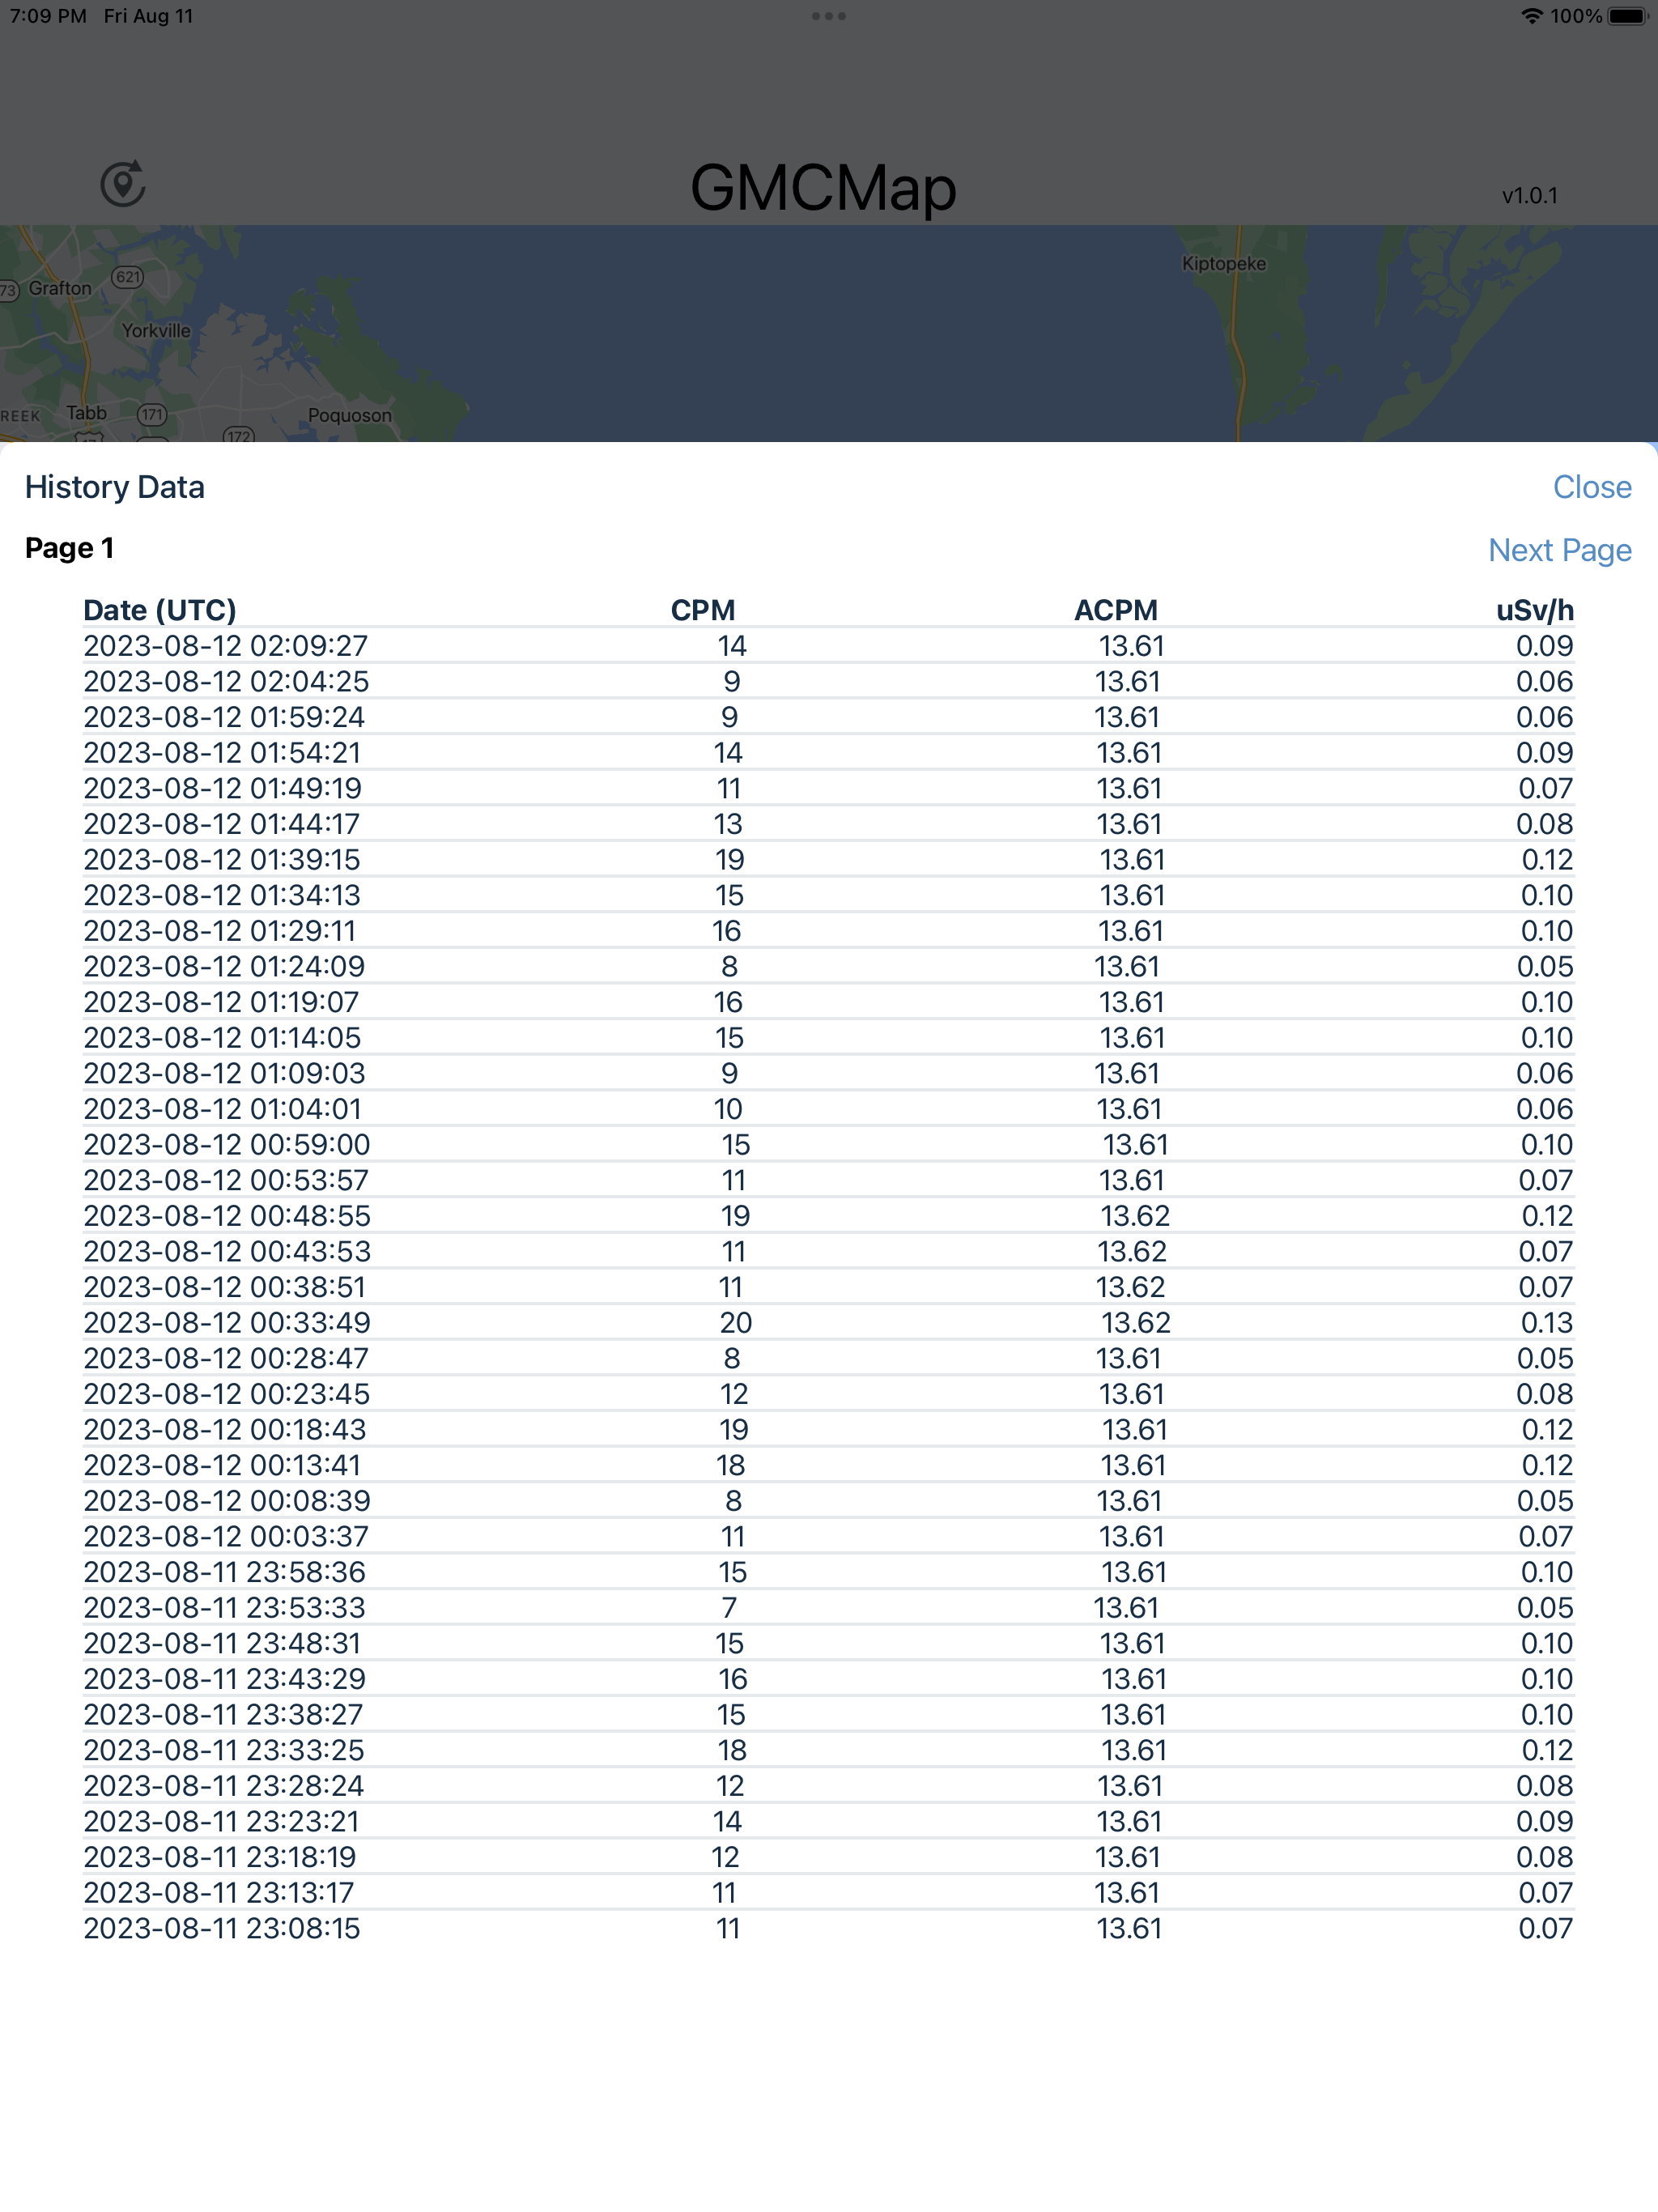 7:09 PM Fri Aug 11 100%
GMCMap v1.0.1
Kiptopeke
621
73 Grafton
Yorkville
REEK Tabb 171 Poquoson
172
History Data Close
Page 1 Next Page
Date (UTC) CPM ACPM uSv/h
2023-08-12 02:09:27 14 13.61 0.09
2023-08-12 02:04:25 9 13.61 0.06
2023-08-12 01:59:24 9 13.61 0.06
2023-08-12 01:54:21 14 13.61 0.09
2023-08-12 01:49:19 11 13.61 0.07
2023-08-12 01:44:17 13 13.61 0.08
2023-08-12 01:39:15 19 13.61 0.12
2023-08-12 01:34:13 15 13.61 0.10
2023-08-12 01:29:11 16 13.61 0.10
2023-08-12 01:24:09 8 13.61 0.05
2023-08-12 01:19:07 16 13.61 0.10
2023-08-12 01:14:05 15 13.61 0.10
2023-08-12 01:09:03 9 13.61 0.06
2023-08-12 01:04:01 10 13.61 0.06
2023-08-12 00:59:00 15 13.61 0.10
2023-08-12 00:53:57 11 13.61 0.07
2023-08-12 00:48:55 19 13.62 0.12
2023-08-12 00:43:53 11 13.62 0.07
2023-08-12 00:38:51 11 13.62 0.07
2023-08-12 00:33:49 20 13.62 0.13
2023-08-12 00:28:47 8 13.61 0.05
2023-08-12 00:23:45 12 13.61 0.08
2023-08-12 00:18:43 19 13.61 0.12
2023-08-12 00:13:41 18 13.61 0.12
2023-08-12 00:08:39 8 13.61 0.05
2023-08-12 00:03:37 11 13.61 0.07
2023-08-11 23:58:36 15 13.61 0.10
2023-08-11 23:53:33 7 13.61 0.05
2023-08-11 23:48:31 15 13.61 0.10
2023-08-11 23:43:29 16 13.61 0.10
2023-08-11 23:38:27 15 13.61 0.10
2023-08-11 23:33:25 18 13.61 0.12
2023-08-11 23:28:24 12 13.61 0.08
2023-08-11 23:23:21 14 13.61 0.09
2023-08-11 23:18:19 12 13.61 0.08
2023-08-11 23:13:17 11 13.61 0.07
2023-08-11 23:08:15 11 13.61 0.07